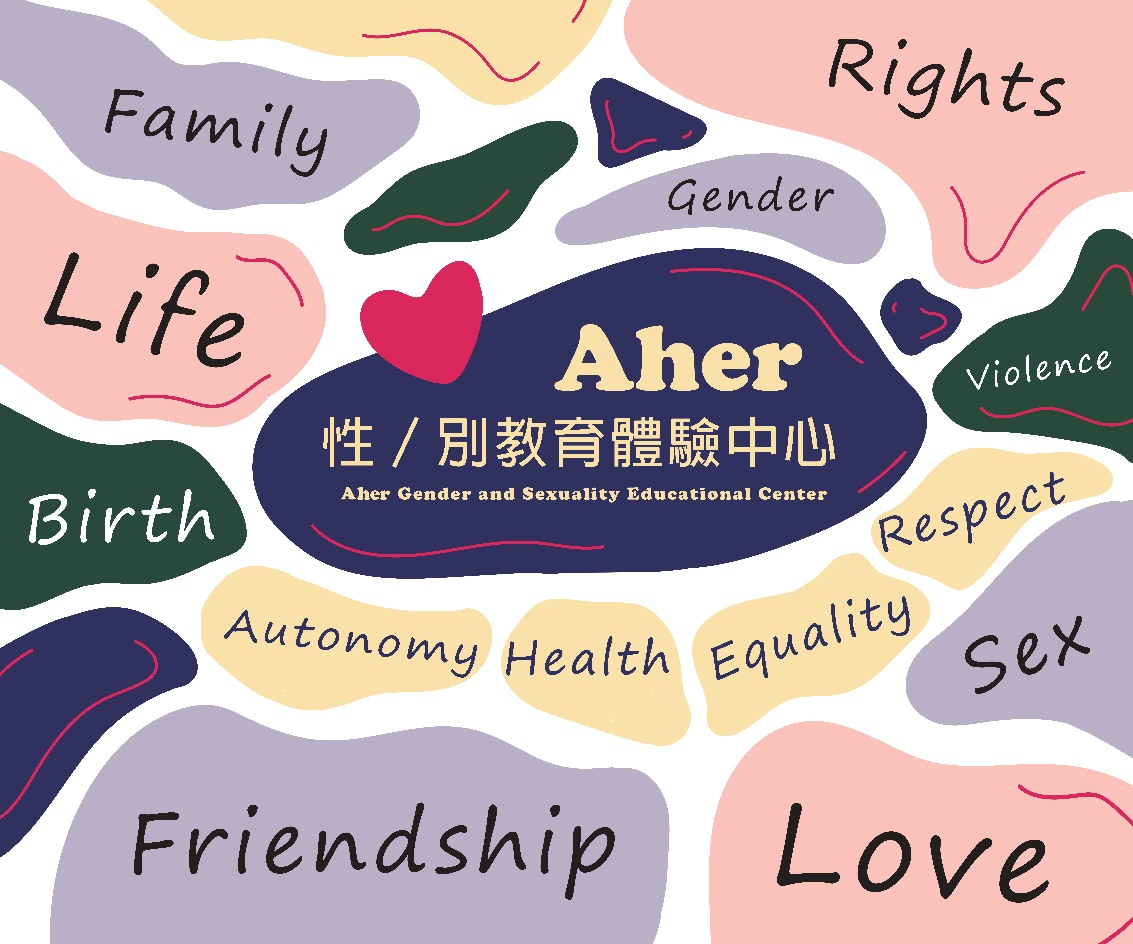 Rights
Family
Gender
Life
Aher
Violence
性/別教育體驗中心
Aher Gender and Sexuality Educational Center
Birth
Respect
Autonomy
Health
Equality
Sex
Friendship
Love